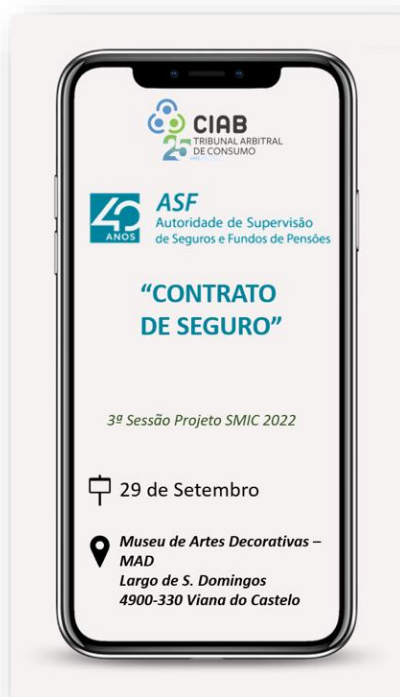 CIAB
TRIBUNAL ARBITRAL
25 DE CONSUMO
40
ANOS
ASF
Autoridade de Supervisão
de Seguros e Fundos de Pensões
“CONTRATO
DE SEGURO”
3ª Sessão Projeto SMIC 2022
29 de Setembro
Museu de Artes Decorativas –
MAD
Largo de S. Domingos
4900-330 Viana do Castelo